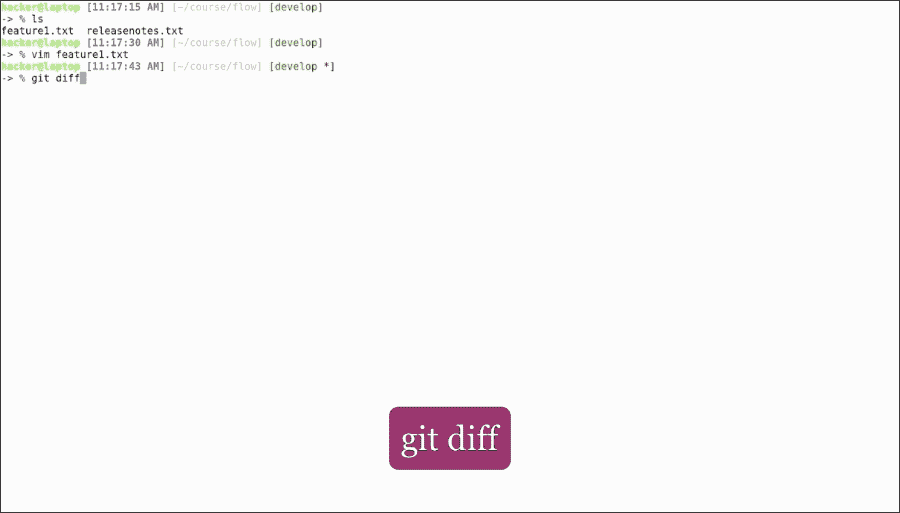 hacker@laptop [11:17:15 AM] [~/course/flow] [develop]
-> % ls
feature1.txt  releasenotes.txt
hacker@laptop [11:17:30 AM] [~/course/flow] [develop]
-> % vim feature1.txt
hacker@laptop [11:17:43 AM] [~/course/flow] [develop *]
-> % git diff
git diff